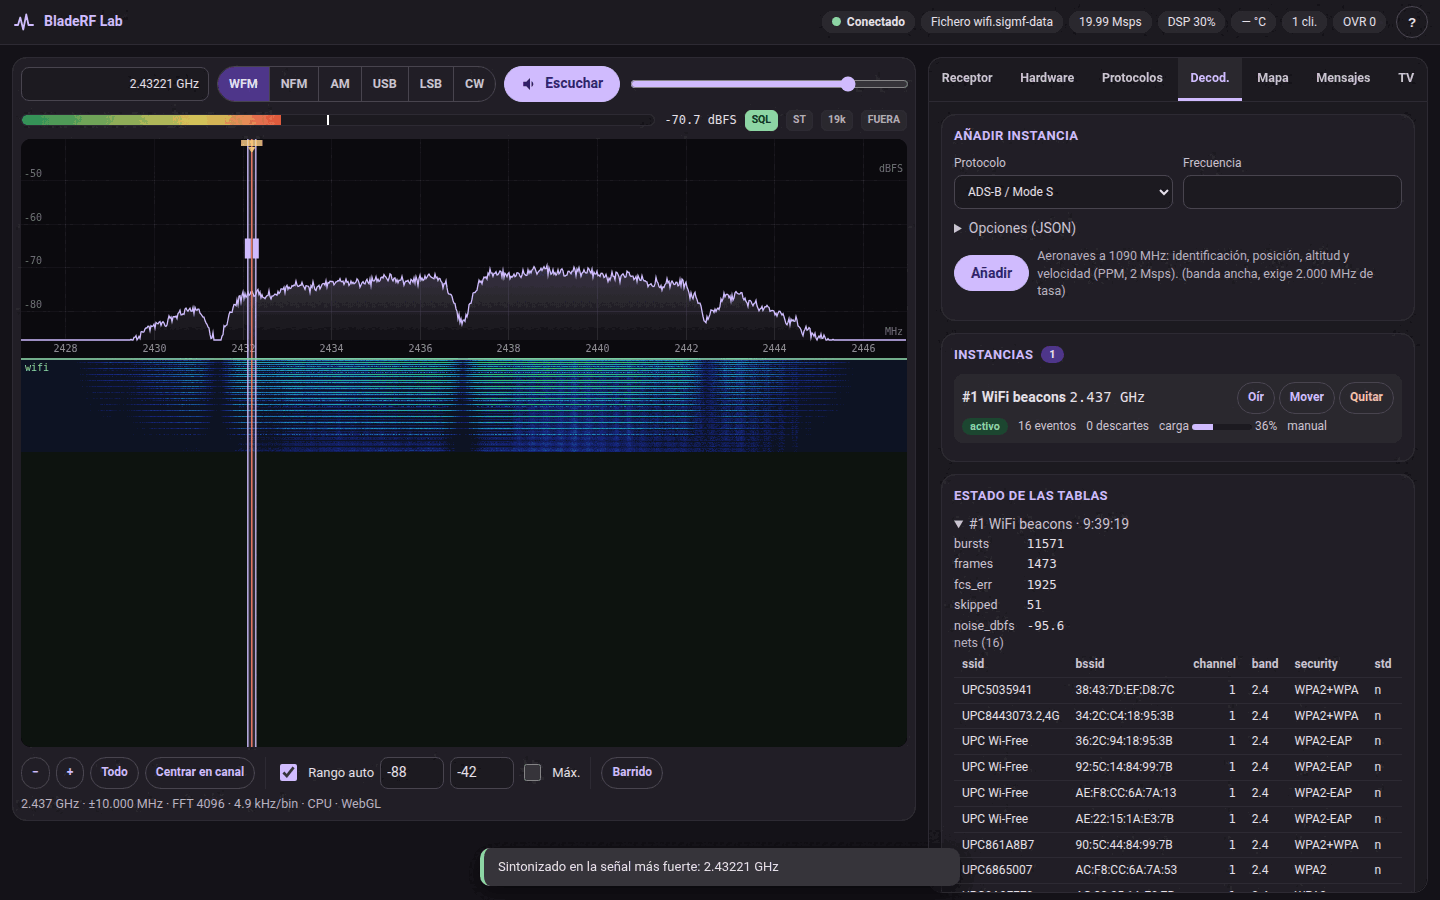 BladeRF Lab
Conectado
Fichero wifi.sigmf-data
19.99 Msps
DSP 30%
— °C
1 cli.
OVR 0
?
2.43221 GHz
WFM
NFM
AM
USB
LSB
CW
Escuchar
-70.7 dBFS
SQL
ST
19k
FUERA
dBFS
-50
-60
-70
-80
MHz
2428 2430 2432 2434 2436 2438 2440 2442 2444 2446
wifi
−
+
Todo
Centrar en canal
Rango auto
-88
-42
Máx.
Barrido
2.437 GHz · ±10.000 MHz · FFT 4096 · 4.9 kHz/bin · CPU · WebGL
Receptor
Hardware
Protocolos
Decod.
Mapa
Mensajes
TV
AÑADIR INSTANCIA
Protocolo
Frecuencia
ADS-B / Mode S
Opciones (JSON)
Añadir
Aeronaves a 1090 MHz: identificación, posición, altitud y
velocidad (PPM, 2 Msps). (banda ancha, exige 2.000 MHz de
tasa)
INSTANCIAS 1
#1 WiFi beacons 2.437 GHz
Oír
Mover
Quitar
activo 16 eventos 0 descartes carga 36% manual
ESTADO DE LAS TABLAS
#1 WiFi beacons · 9:39:19
bursts 11571
frames 1473
fcs_err 1925
skipped 51
noise_dbfs -95.6
nets (16)
ssid bssid channel band security std
UPC5035941 38:43:7D:EF:D8:7C 1 2.4 WPA2+WPA n
UPC8443073.2,4G 34:2C:C4:18:95:3B 1 2.4 WPA2+WPA n
UPC Wi-Free 36:2C:94:18:95:3B 1 2.4 WPA2-EAP n
UPC Wi-Free 92:5C:14:84:99:7B 1 2.4 WPA2-EAP n
UPC Wi-Free AE:F8:CC:6A:7A:13 1 2.4 WPA2-EAP n
UPC Wi-Free AE:22:15:1A:E3:7B 1 2.4 WPA2-EAP n
UPC861A8B7 90:5C:44:84:99:7B 1 2.4 WPA2+WPA n
UPC6865007 AC:F8:CC:6A:7A:53 1 2.4 WPA2 n
Sintonizado en la señal más fuerte: 2.43221 GHz